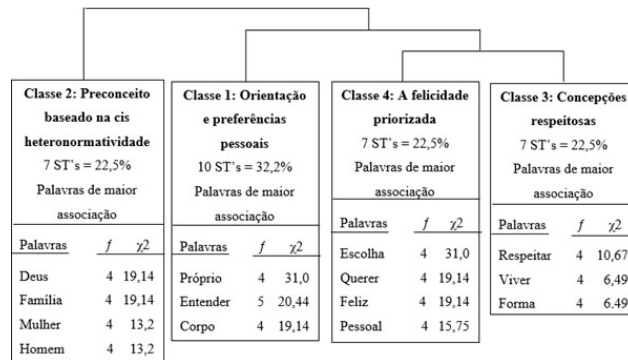 Classe 2: Preconceito
baseado na cis
heteronormatividade
7 ST's = 22,5%
Palavras de maior
associação
Palavras f χ2
Deus 4 19,14
Família 4 19,14
Mulher 4 13,2
Homem 4 13,2
Classe 1: Orientação
e preferências
pessoais
10 ST's = 32,2%
Palavras de maior
associação
Palavras f χ2
Próprio 4 31,0
Entender 5 20,44
Corpo 4 19,14
Classe 4: A felicidade
priorizada
7 ST's = 22,5%
Palavras de maior
associação
Palavras f χ2
Escolha 4 31,0
Querer 4 19,14
Feliz 4 19,14
Pessoal 4 15,75
Classe 3: Concepções
respeitosas
7 ST's = 22,5%
Palavras de maior
associação
Palavras f χ2
Respeitar 4 10,67
Viver 4 6,49
Forma 4 6.49